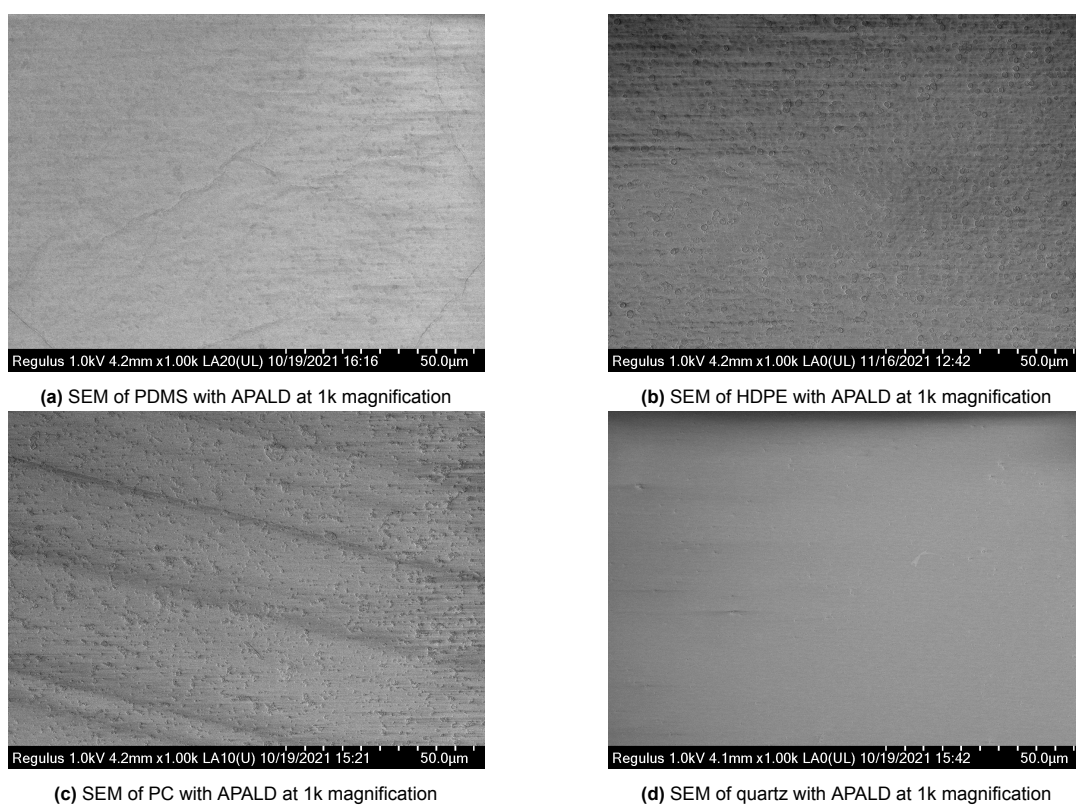 Regulus 1.0kV 4.2mm x1.00k LA20(UL) 10/19/2021 16:16 50.0µm
Regulus 1.0kV 4.2mm x1.00k LA0(UL) 11/16/2021 12:42 50.0µm
(a) SEM of PDMS with APALD at 1k magnification
(b) SEM of HDPE with APALD at 1k magnification
Regulus 1.0kV 4.2mm x1.00k LA10(U) 10/19/2021 15:21 50.0µm
Regulus 1.0kV 4.1mm x1.00k LA0(UL) 10/19/2021 15:42 50.0µm
(c) SEM of PC with APALD at 1k magnification
(d) SEM of quartz with APALD at 1k magnification